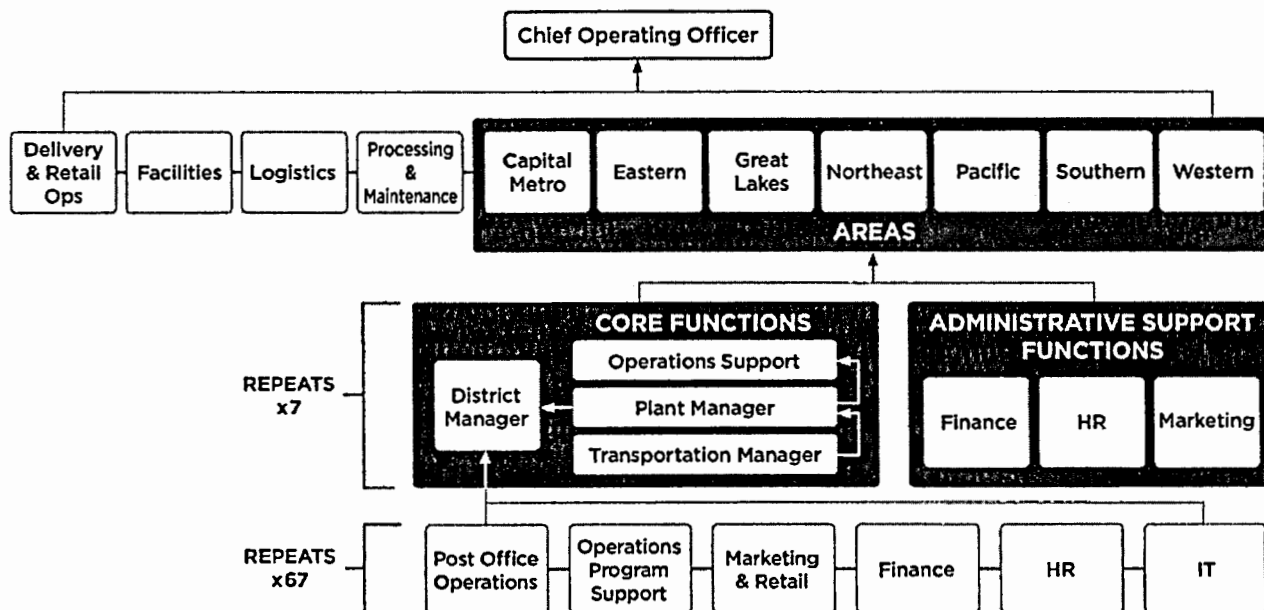 Chief Operating Officer
Delivery
& Retail
Ops
Facilities
Logistics
Processing
&
Maintenance
Capital
Metro
Eastern
Great
Lakes
Northeast
Pacific
Southern
Western
AREAS
REPEATS
x7
CORE FUNCTIONS
District
Manager
Operations Support
Plant Manager
Transportation Manager
ADMINISTRATIVE SUPPORT
FUNCTIONS
Finance
HR
Marketing
REPEATS
x67
Post Office
Operations
Operations
Program
Support
Marketing
& Retail
Finance
HR
IT